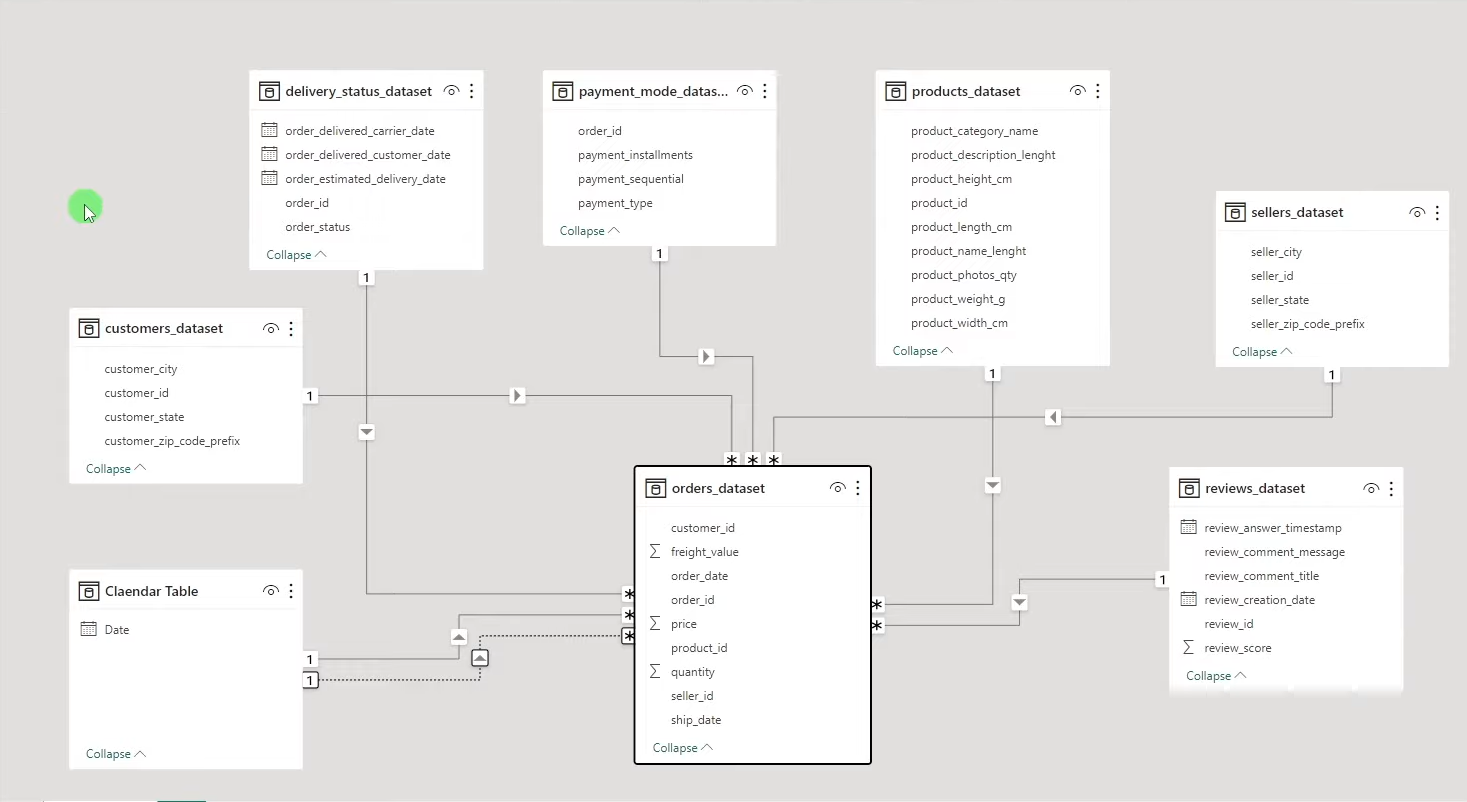 delivery_status_dataset
order_delivered_carrier_date
order_delivered_customer_date
order_estimated_delivery_date
order_id
order_status
Collapse
1
payment_mode_datas...
order_id
payment_installments
payment_sequential
payment_type
Collapse
1
products_dataset
product_category_name
product_description_lenght
product_height_cm
product_id
product_length_cm
product_name_lenght
product_photos_qty
product_weight_g
product_width_cm
Collapse
1
sellers_dataset
seller_city
seller_id
seller_state
seller_zip_code_prefix
Collapse
1
customers_dataset
customer_city
customer_id
customer_state
customer_zip_code_prefix
Collapse
1
* * *
orders_dataset
customer_id
Σ freight_value
order_date
order_id
Σ price
product_id
Σ quantity
seller_id
ship_date
Collapse
*
*
*
*
*
reviews_dataset
review_answer_timestamp
review_comment_message
review_comment_title
review_creation_date
review_id
Σ review_score
Collapse
1
Claendar Table
Date
Collapse
1
1